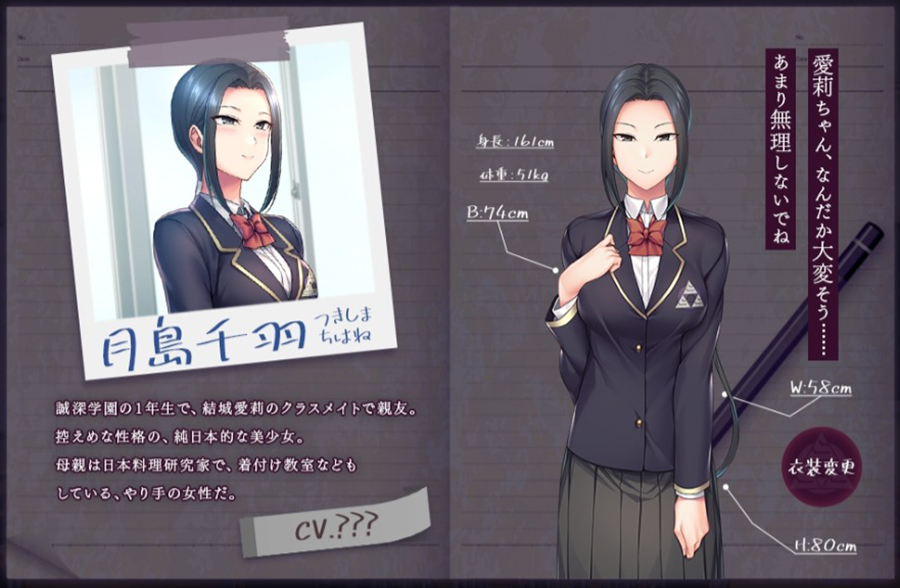 月島千羽
つきしま
ちはね
誠深学園の1年生で、結城愛莉のクラスメイトで親友。
控えめな性格の、純日本的な美少女。
母親は日本料理研究家で、着付け教室なども
している、やり手の女性だ。
CV.???
愛莉ちゃん、なんだか大変そう……
あまり無理しないでね
身長:161cm
体重:51kg
B:74cm
W:58cm
衣装変更
H:80cm